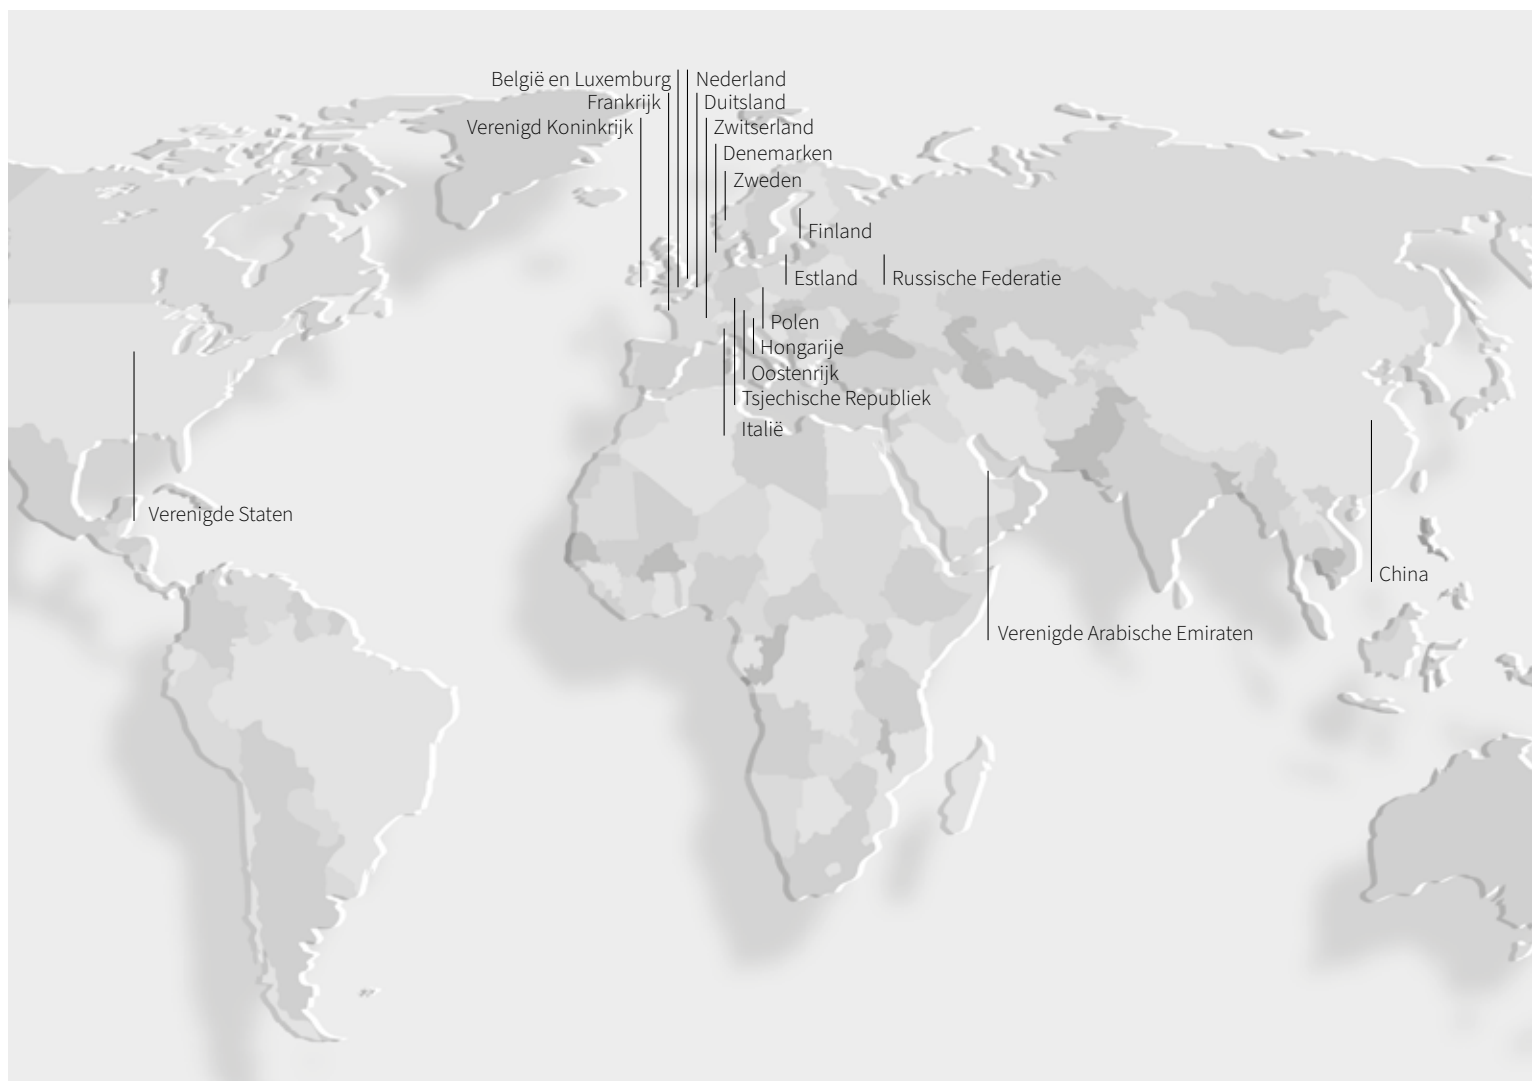 België en Luxemburg
Nederland
Frankrijk
Duitsland
Verenigd Koninkrijk
Zwitserland
Denemarken
Zweden
Finland
Estland
Russische Federatie
Polen
Hongarije
Oostenrijk
Tsjechische Republiek
Italië
Verenigde Staten
China
Verenigde Arabische Emiraten